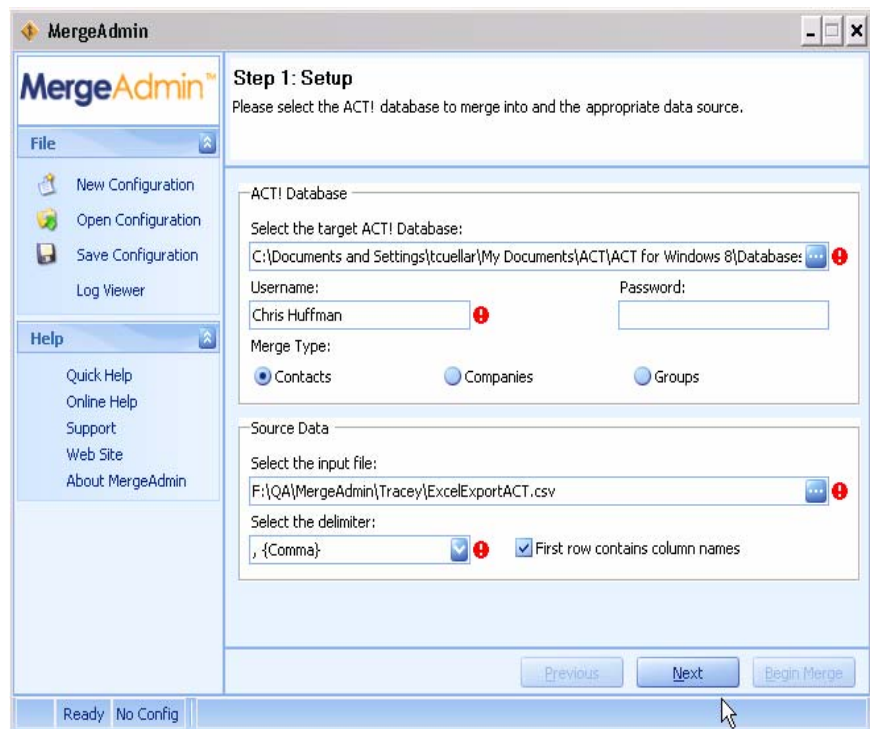 MergeAdmin
MergeAdmin™
File
New Configuration
Open Configuration
Save Configuration
Log Viewer
Help
Quick Help
Online Help
Support
Web Site
About MergeAdmin
Step 1: Setup
Please select the ACT! database to merge into and the appropriate data source.
ACT! Database
Select the target ACT! Database:
C:\Documents and Settings\tcuellar\My Documents\ACT\ACT for Windows 8\Databases
Username:
Password:
Chris Huffman
Merge Type:
Contacts
Companies
Groups
Source Data
Select the input file:
F:\QA\MergeAdmin\Tracey\ExcelExportACT.csv
Select the delimiter:
, {Comma}
First row contains column names
Previous
Next
Begin Merge
Ready
No Config